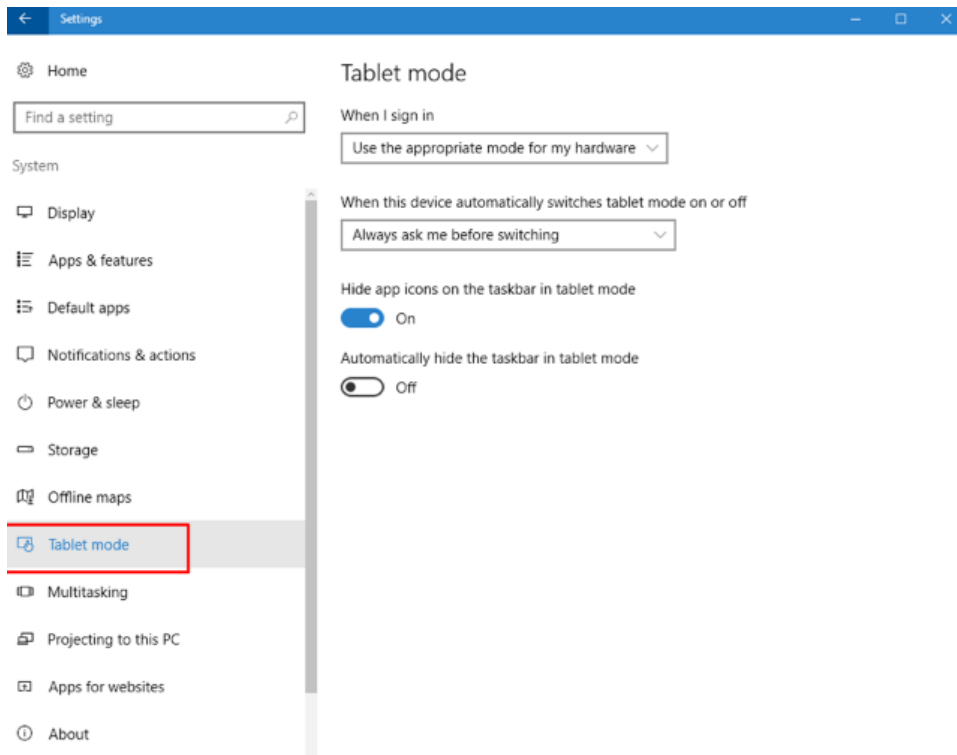 Settings
Home
Find a setting
System
Display
Apps & features
Default apps
Notifications & actions
Power & sleep
Storage
Offline maps
Tablet mode
Multitasking
Projecting to this PC
Apps for websites
About
Tablet mode
When I sign in
Use the appropriate mode for my hardware
When this device automatically switches tablet mode on or off
Always ask me before switching
Hide app icons on the taskbar in tablet mode
On
Automatically hide the taskbar in tablet mode
Off